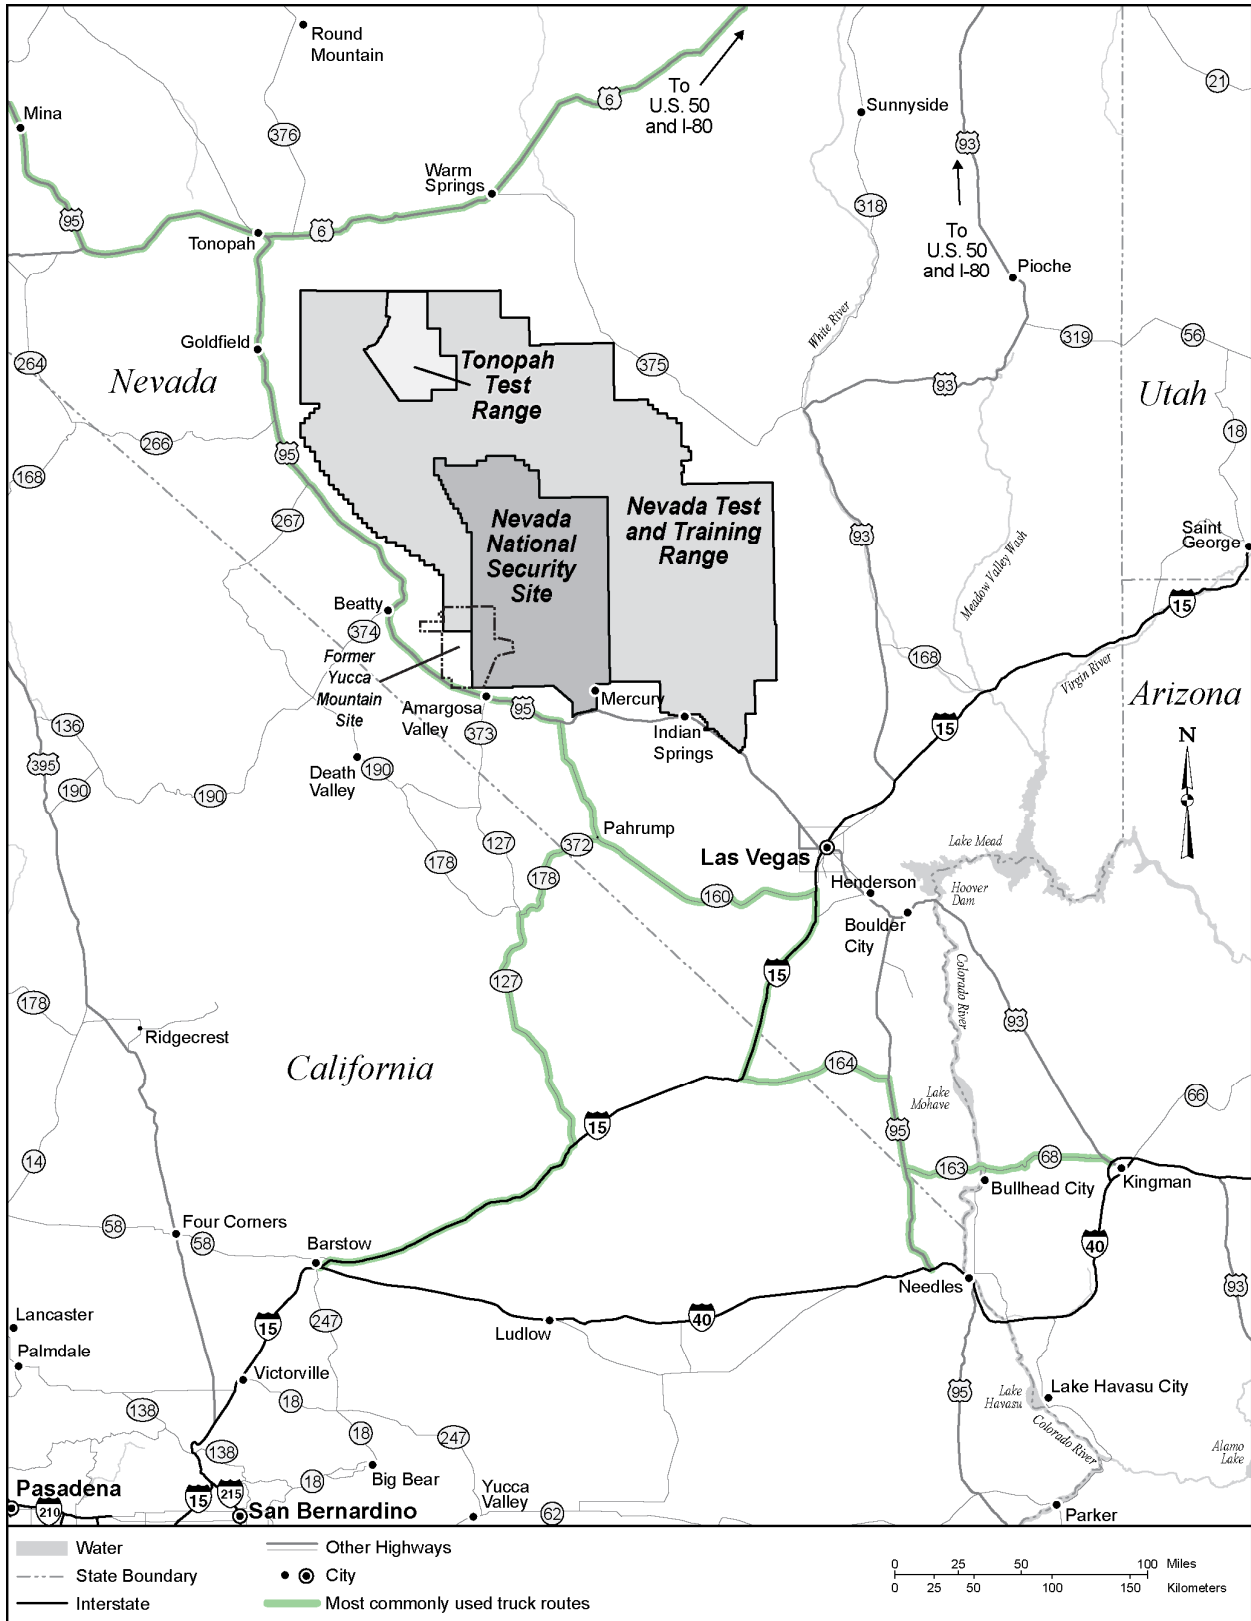 Round
Mountain
Mina
376
95
6
To
U.S. 50
and I-80
Sunnyside
21
93
Warm
Springs
318
To
U.S. 50
and I-80
Tonopah
6
Pioche
Goldfield
264
Nevada
Tonopah
Test
Range
375
White River
319
56
93
Utah
266
95
168
18
267
Nevada
National
Security
Site
Nevada Test
and Training
Range
93
Meadow Valley Wash
Saint
George
15
Beatty
374
Former
Yucca
Mountain
Site
168
Virgin River
Arizona
Amargosa
Valley
95
Mercury
373
Indian
Springs
15
N
136
395
190
190
Death
Valley
190
127
372
Pahrump
178
178
Las Vegas
Lake Mead
160
Henderson
Hoover
Dam
Boulder
City
127
15
Colorado River
178
Ridgecrest
93
California
164
Lake
Mohave
66
14
15
95
163
68
Bullhead City
Kingman
58
Four Corners
58
Barstow
40
Needles
93
Lancaster
Palmdale
15
247
Ludlow
40
Victorville
18
138
138
18
247
95
Lake
Havasu
Lake Havasu City
Colorado River
Alamo
Lake
18
Big Bear
Pasadena
210
15
215
San Bernardino
Yucca
Valley
62
Parker
Water
State Boundary
Interstate
Other Highways
City
Most commonly used truck routes
0 25 50 100 Miles
0 25 50 100 150 Kilometers